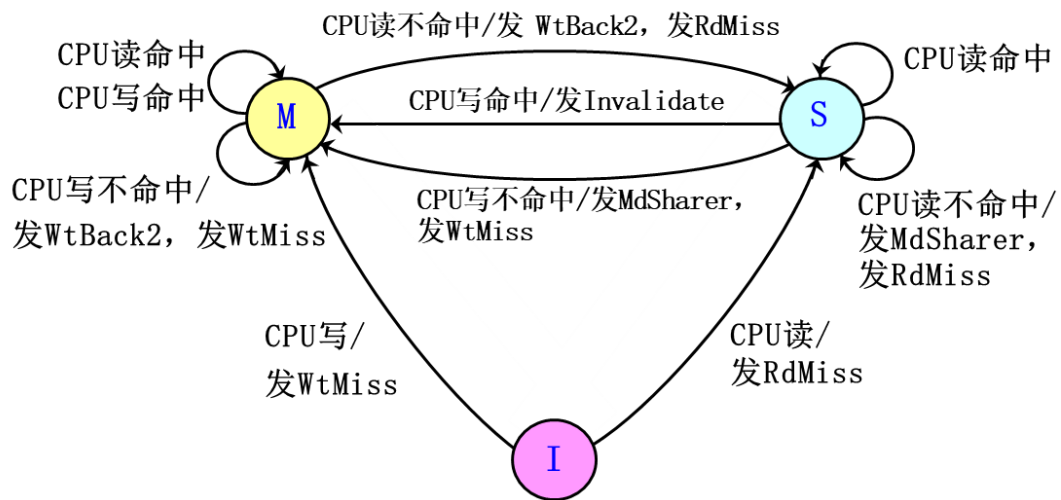 CPU读不命中/发 WtBack2，发RdMiss
CPU读命中
CPU写命中
CPU读命中
CPU写命中/发Invalidate
M
S
CPU写不命中/
发WtBack2，发WtMiss
CPU写不命中/发MdSharer，
发WtMiss
CPU读不命中/
发MdSharer，
发RdMiss
CPU写/
发WtMiss
CPU读/
发RdMiss
I